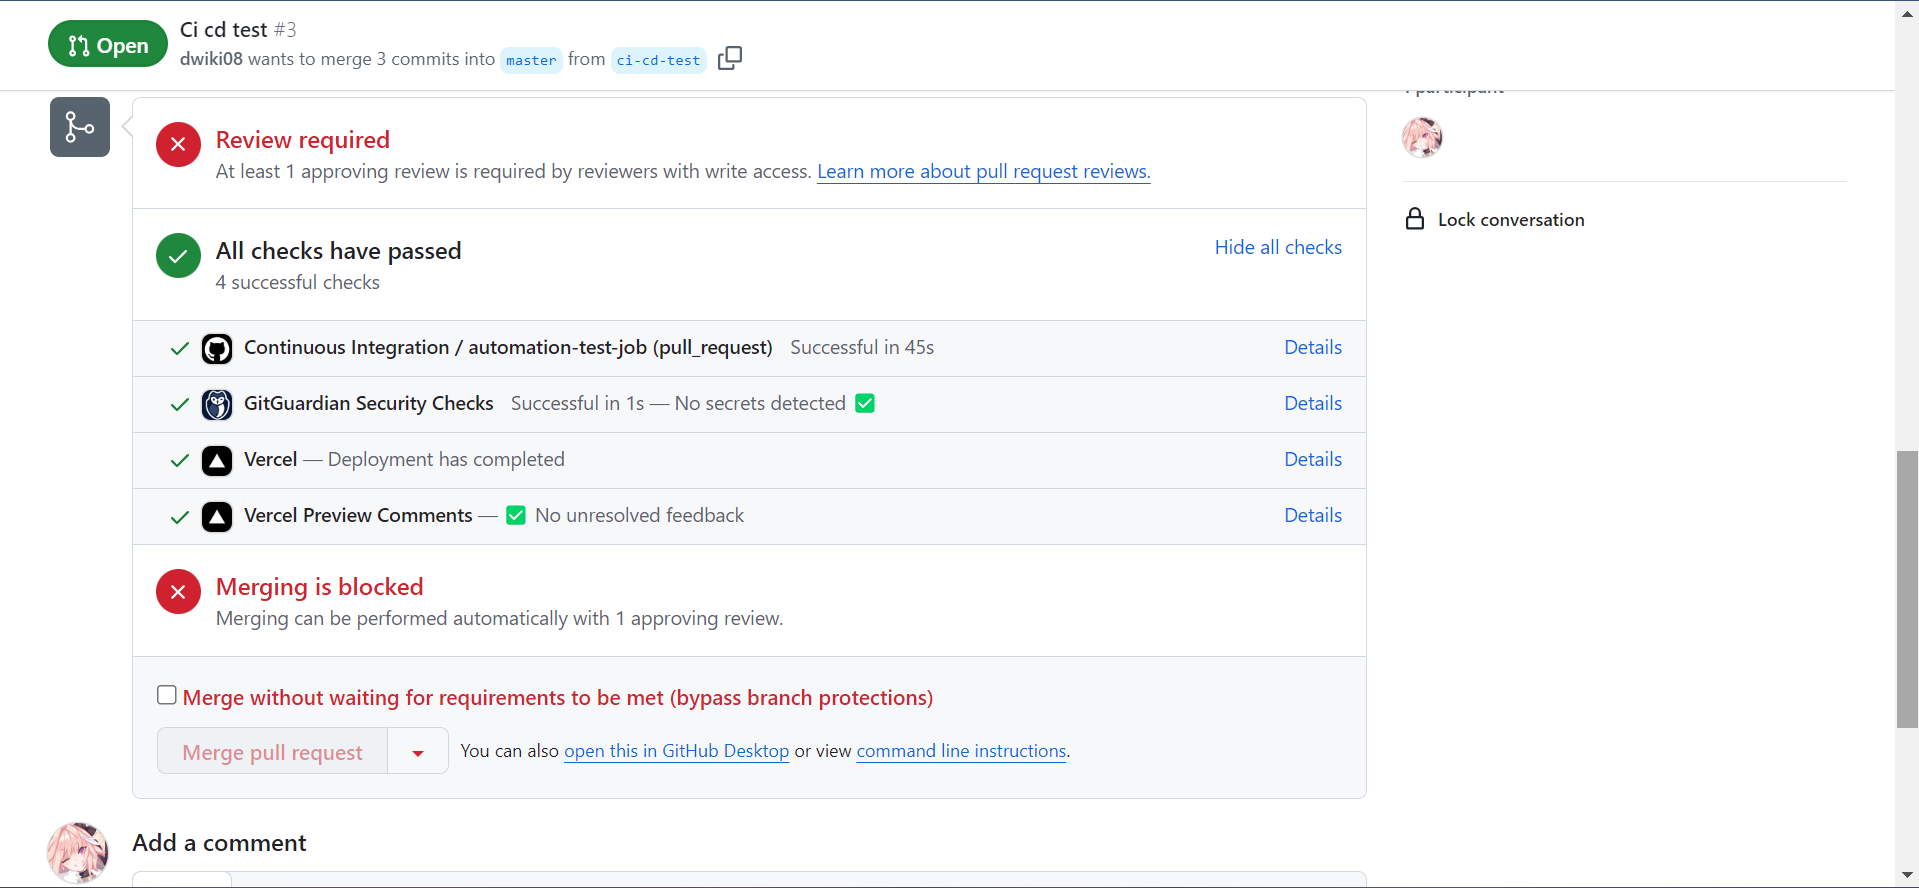 Open
Ci cd test #3
dwiki08 wants to merge 3 commits into master from ci-cd-test
participant
Review required
At least 1 approving review is required by reviewers with write access. Learn more about pull request reviews.
All checks have passed
Hide all checks
4 successful checks
Continuous Integration / automation-test-job (pull_request) Successful in 45s
Details
GitGuardian Security Checks Successful in 1s — No secrets detected ✅
Details
Vercel — Deployment has completed
Details
Vercel Preview Comments — ✅ No unresolved feedback
Details
Merging is blocked
Merging can be performed automatically with 1 approving review.
Merge without waiting for requirements to be met (bypass branch protections)
Merge pull request
You can also open this in GitHub Desktop or view command line instructions.
Lock conversation
Add a comment